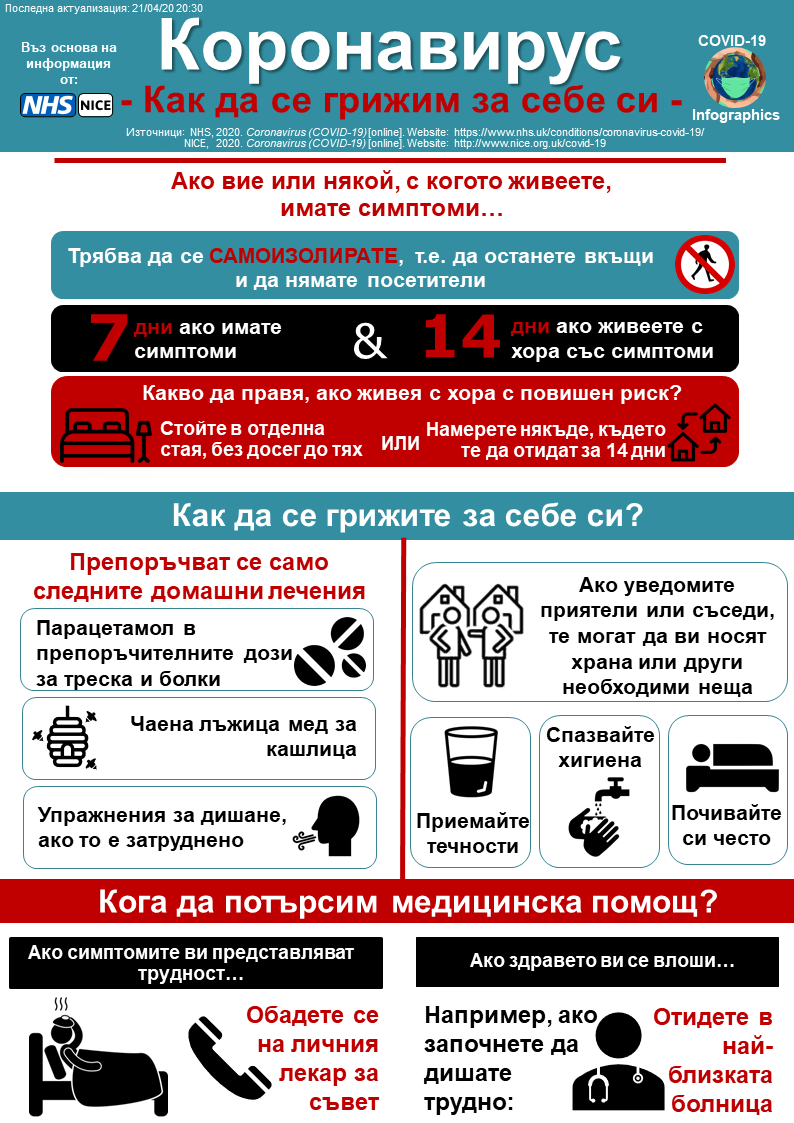 Последна актуализация: 21/04/20 20:30
Въз основа на
информация
от:
NHS NICE
Коронавирус
- Как да се грижим за себе си -
COVID-19
Infographics
Източници: NHS, 2020. Coronavirus (COVID-19)[online]. Website: https://www.nhs.uk/conditions/coronavirus-covid-19/
NICE, 2020. Coronavirus (COVID-19)[online]. Website: http://www.nice.org.uk/covid-19
Ако вие или някой, с когото живеете,
имате симптоми...
Трябва да се САМОИЗОЛИРАТЕ, т.е. да останете вкъщи
и да нямате посетители
7 дни ако имате
симптоми
&
14 дни ако живеете с
хора със симптоми
Какво да правя, ако живея с хора с повишен риск?
Стойте в отделна
стая, без досег до тях
ИЛИ
Намерете някъде, където
те да отидат за 14 дни
Как да се грижите за себе си?
Препоръчват се само
следните домашни лечения
Парацетамол в
препоръчителните дози
за треска и болки
Чаена лъжица мед за
кашлица
Упражнения за дишане,
ако то е затруднено
Ако уведомите
приятели или съседи,
те могат да ви носят
храна или други
необходими неща
Приемайте
течности
Спазвайте
хигиена
Почивайте
си често
Кога да потърсим медицинска помощ?
Ако симптомите ви представляват
трудност...
Обадете се
на личния
лекар за
съвет
Ако здравето ви се влоши...
Например, ако
започнете да
дишате
трудно:
Отидете в
най-
близката
болница